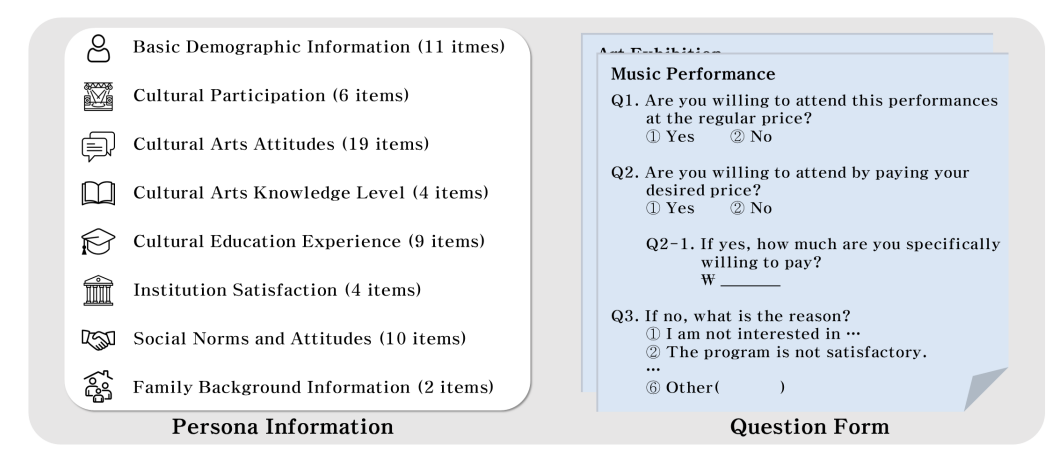 Basic Demographic Information (11 itmes)
Cultural Participation (6 items)
Cultural Arts Attitudes (19 items)
Cultural Arts Knowledge Level (4 items)
Cultural Education Experience (9 items)
Institution Satisfaction (4 items)
Social Norms and Attitudes (10 items)
Family Background Information (2 items)
Persona Information
Art Exhibition
Music Performance
Q1. Are you willing to attend this performances
at the regular price?
① Yes ② No
Q2. Are you willing to attend by paying your
desired price?
① Yes ② No
Q2-1. If yes, how much are you specifically
willing to pay?
₩ _______
Q3. If no, what is the reason?
① I am not interested in ⋯
② The program is not satisfactory.
⋯
⑥ Other( )
Question Form